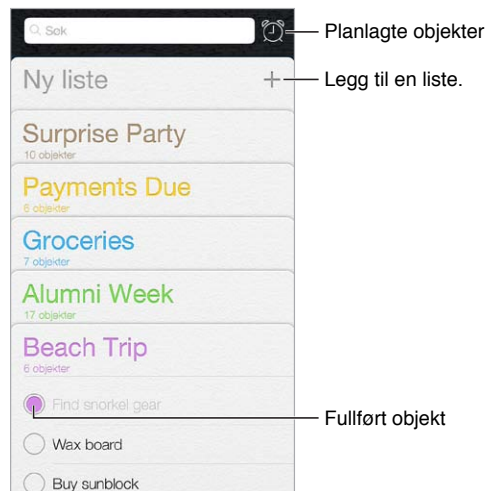 Søk
Planlagte objekter
Ny liste
Legg til en liste.
Surprise Party
10 objekter
Payments Due
6 objekter
Groceries
7 objekter
Alumni Week
17 objekter
Beach Trip
6 objekter
Find snorkel gear
Fullført objekt
Wax board
Buy sunblock